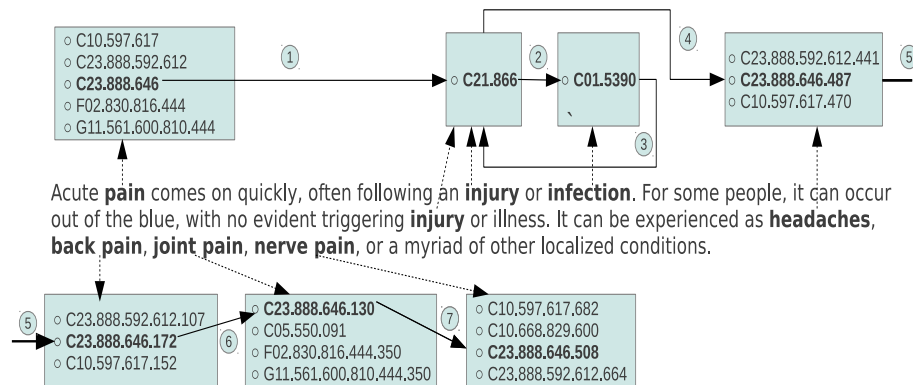 C10.597.617
C23.888.592.612
C23.888.646
F02.830.816.444
G11.561.600.810.444
1
C21.866
2
C01.5390
`
3
4
C23.888.592.612.441
C23.888.646.487
C10.597.617.470
5
Acute pain comes on quickly, often following an injury or infection. For some people, it can occur
out of the blue, with no evident triggering injury or illness. It can be experienced as headaches,
back pain, joint pain, nerve pain, or a myriad of other localized conditions.
5
C23.888.592.612.107
C23.888.646.172
C10.597.617.152
6
C23.888.646.130
C05.550.091
F02.830.816.444.350
G11.561.600.810.444.350
7
C10.597.617.682
C10.668.829.600
C23.888.646.508
C23.888.592.612.664